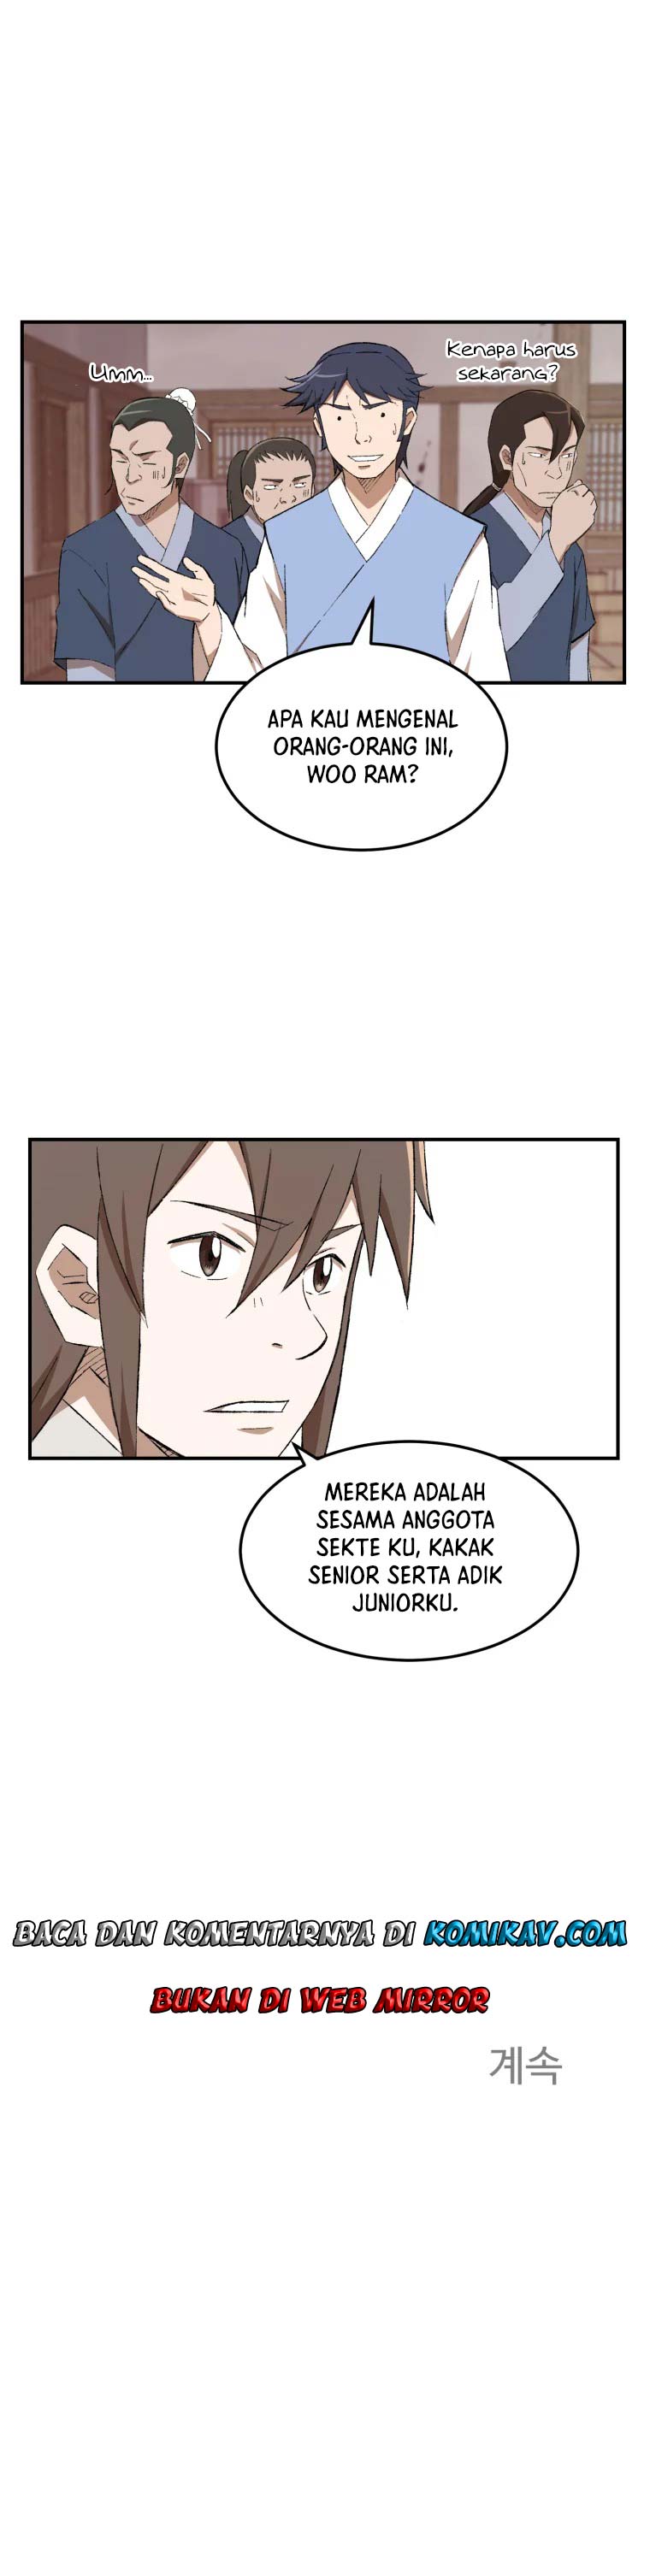 Umm...
Kenapa harus
sekarang?
APA KAU MENGENAL
ORANG-ORANG INI,
WOO RAM?
MEREKA ADALAH
SESAMA ANGGOTA
SEKTE KU, KAKAK
SENIOR SERTA ADIK
JUNIORKU.
BACA DAN KOMENTARNYA DI KOMIKAV.COM
BUKAN DI WEB MIRROR
계속